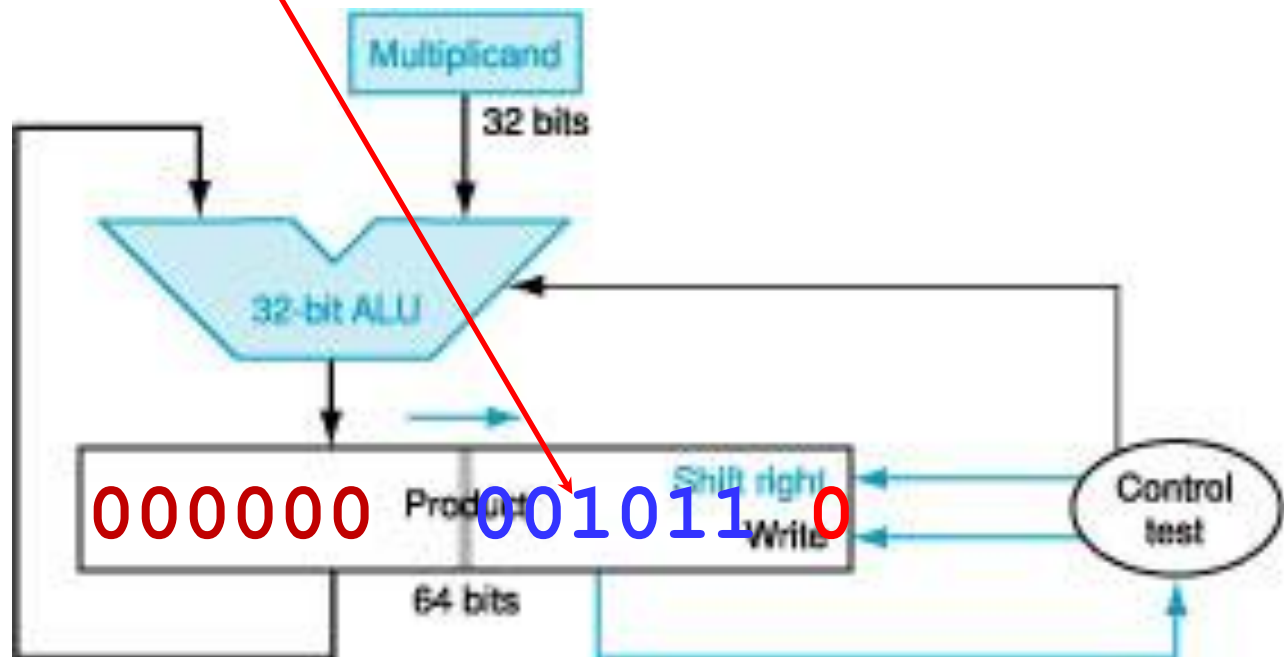 Multiplicand
32 bits
32-bit ALU
Shift right
000000 Product 001011 0
Write
Control
test
64 bits